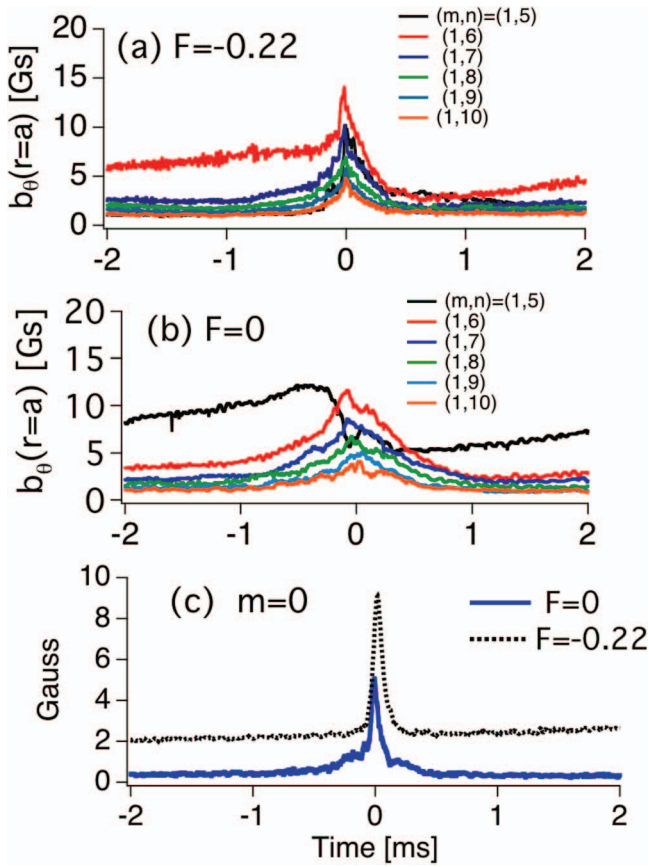 (a) F=-0.22
(m,n)=(1,5)
(1,6)
(1,7)
(1,8)
(1,9)
(1,10)
bθ(r=a) [Gs]
20
15
10
5
0
-2 -1 0 1 2
(b) F=0
(m,n)=(1,5)
(1,6)
(1,7)
(1,8)
(1,9)
(1,10)
bθ(r=a) [Gs]
20
15
10
5
0
-2 -1 0 1 2
(c) m=0
F=0
F=-0.22
Gauss
10
8
6
4
2
0
-2 -1 0 1 2
Time [ms]